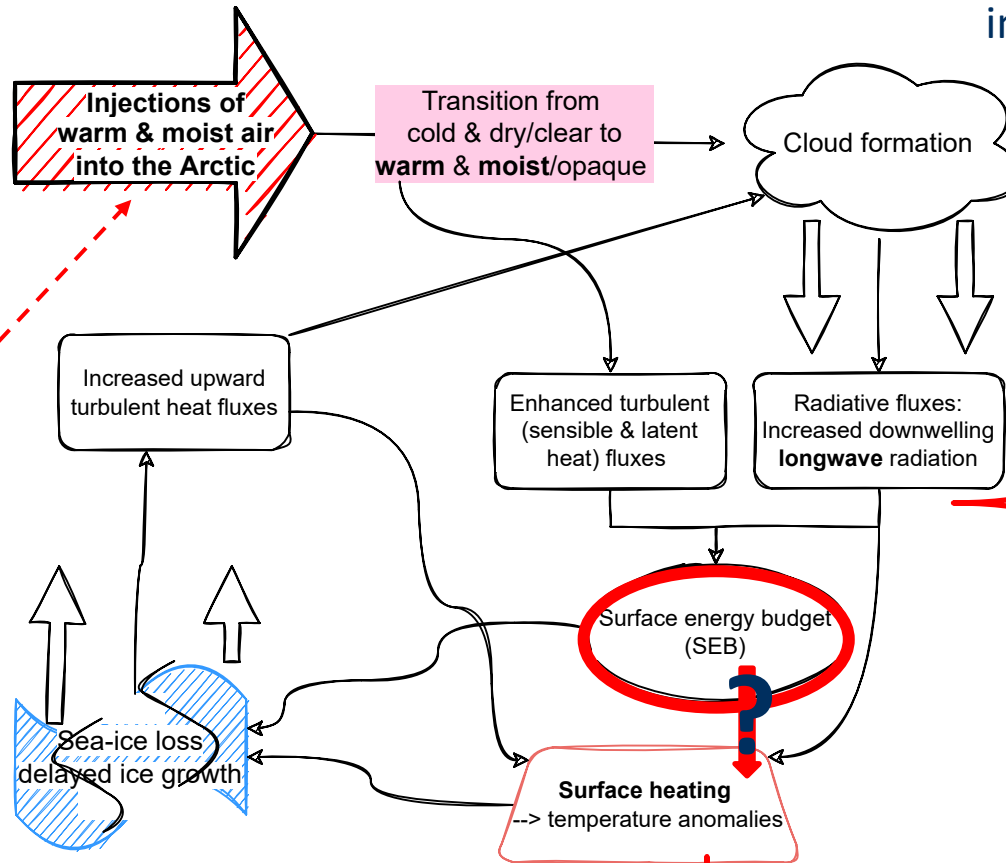 in
Injections of
warm & moist air
into the Arctic
Transition from
cold & dry/clear to
warm & moist/opaque
Cloud formation
Increased upward
turbulent heat fluxes
Enhanced turbulent
(sensible & latent
heat) fluxes
Radiative fluxes:
Increased downwelling
longwave radiation
Surface energy budget
(SEB)
?
Sea-ice loss
delayed ice growth
Surface heating
--> temperature anomalies